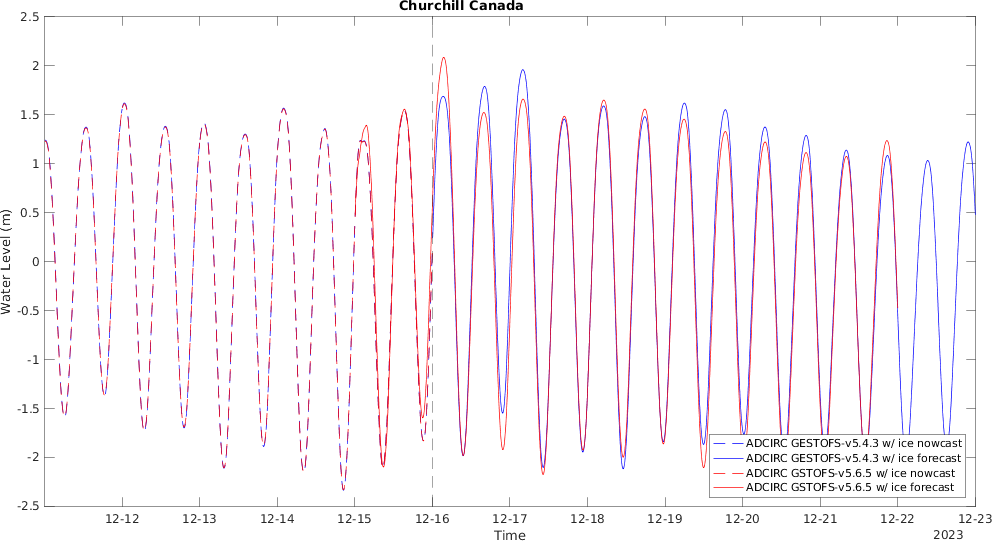 Churchill Canada
2.5
2
1.5
1
0.5
0
-0.5
-1
-1.5
-2
-2.5
Water Level (m)
ADCIRC GESTOFS-v5.4.3 w/ ice nowcast
ADCIRC GESTOFS-v5.4.3 w/ ice forecast
ADCIRC GSTOFS-v5.6.5 w/ ice nowcast
ADCIRC GSTOFS-v5.6.5 w/ ice forecast
12-12 12-13 12-14 12-15 12-16 12-17 12-18 12-19 12-20 12-21 12-22 12-23
Time
2023